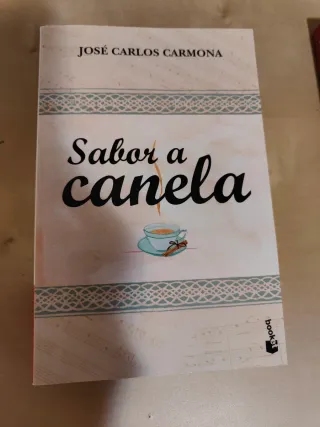 JOSÉ CARLOS CARMONA
Sabor a
canela
booket